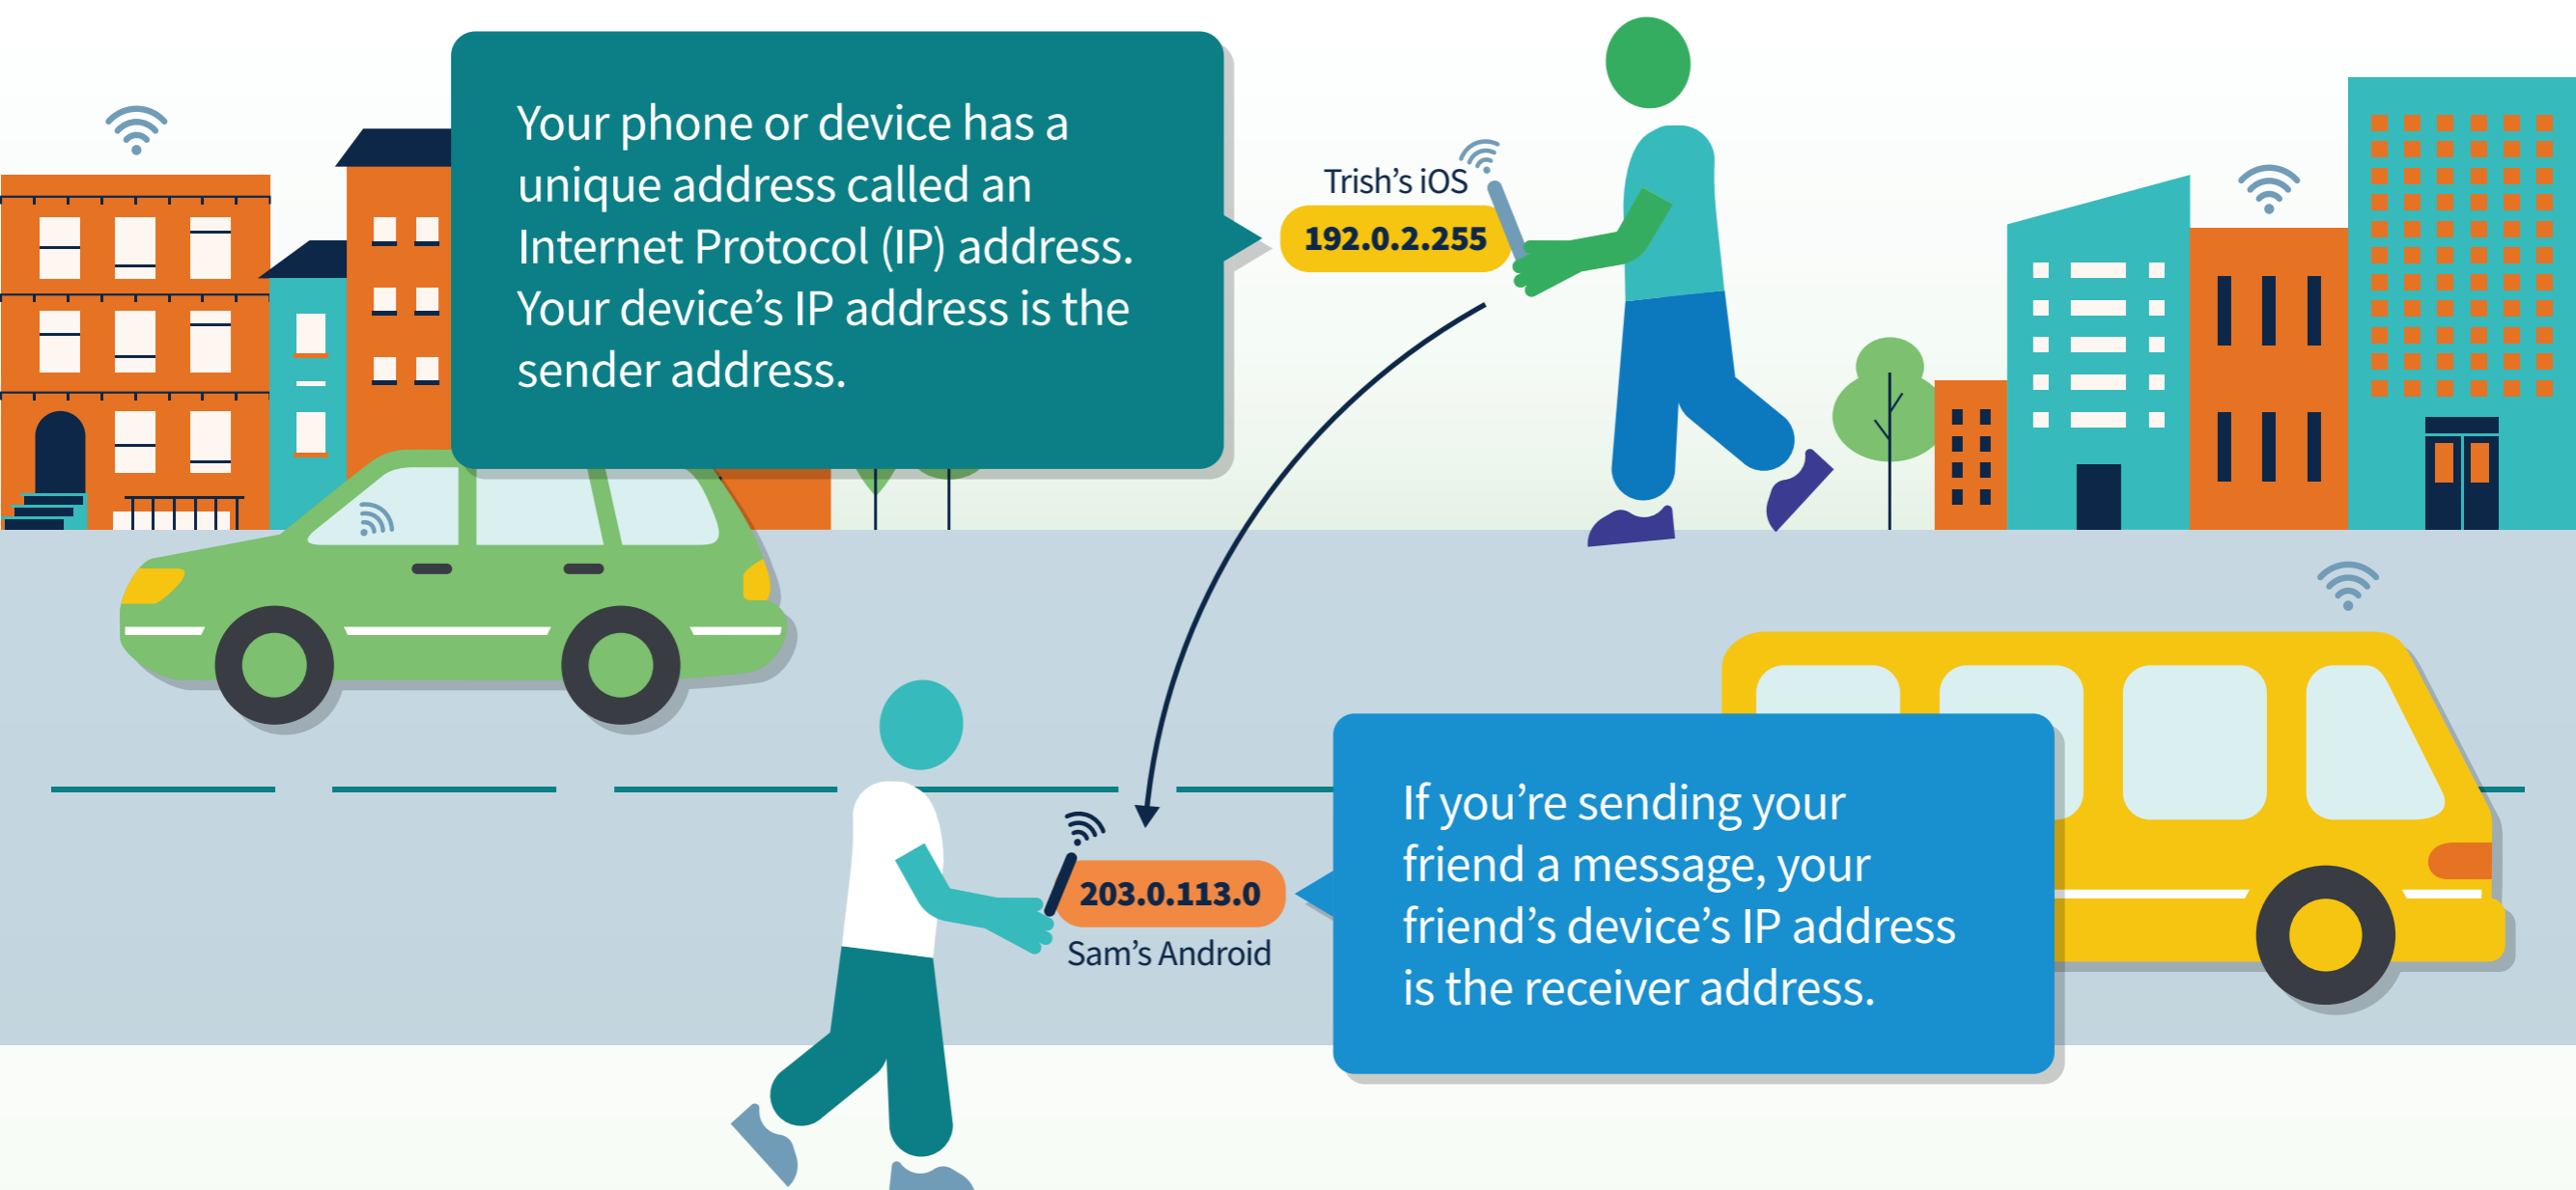 Your phone or device has a
unique address called an
Internet Protocol (IP) address.
Your device’s IP address is the
sender address.
Trish’s iOS
192.0.2.255
203.0.113.0
Sam’s Android
If you’re sending your
friend a message, your
friend’s device’s IP address
is the receiver address.